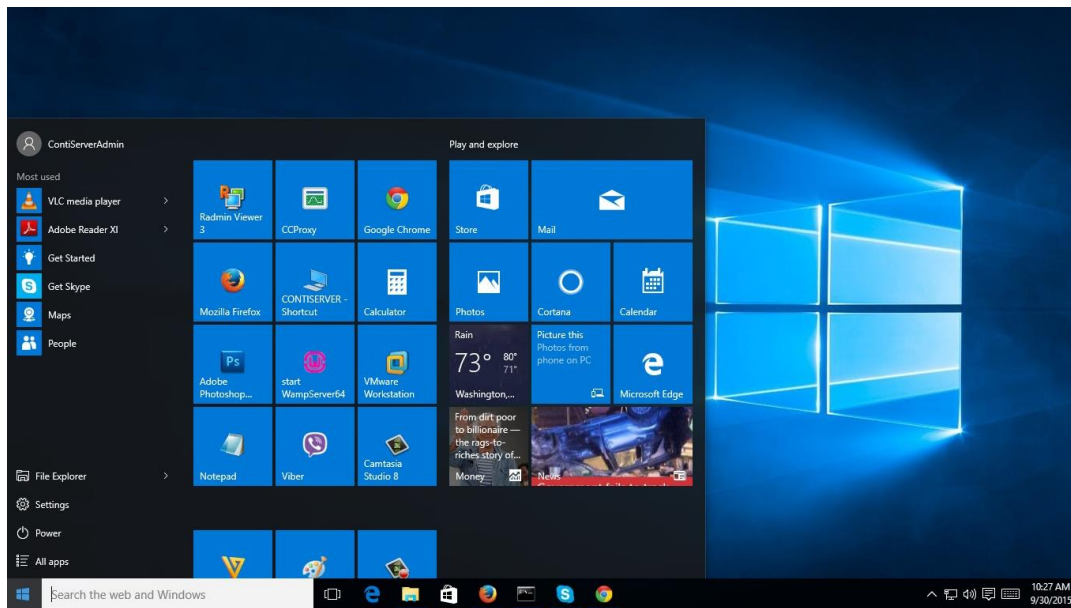 ContiServerAdmin
Most used
VLC media player
Adobe Reader XI
Get Started
Get Skype
Maps
People
File Explorer
Settings
Power
All apps
Radmin Viewer
3
CCProxy
Google Chrome
Mozilla Firefox
CONTISERVER -
Shortcut
Calculator
Ps
Adobe
Photoshop...
start
WampServer64
VMware
Workstation
Notepad
Viber
Camtasia
Studio 8
Play and explore
Store
Mail
Photos
Cortana
Calendar
Rain
73° 80°
71°
Washington,...
Picture this
Photos from
phone on PC
Microsoft Edge
From dirt poor
to billionaire —
the rags-to-
riches story of...
Money
News
Search the web and Windows
10:27 AM
9/30/2015